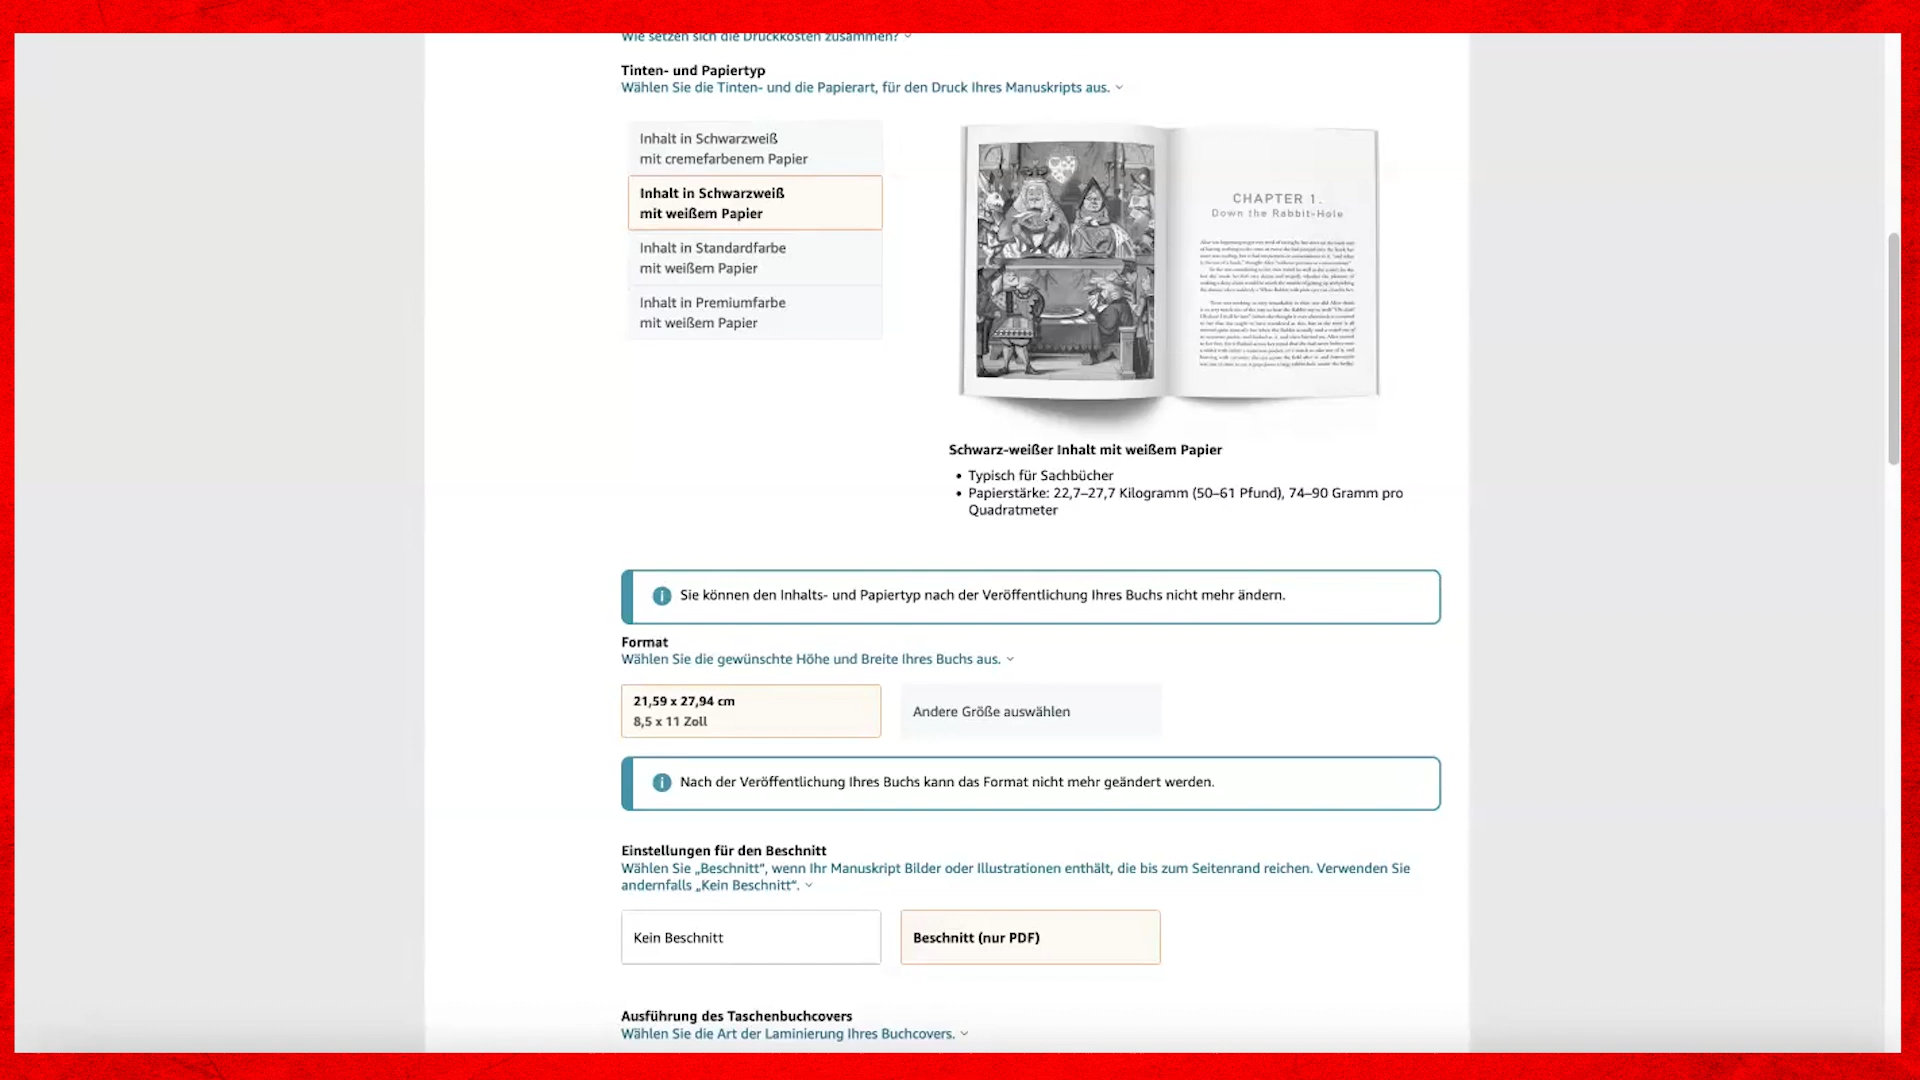 Wie setzen sich die Druckkosten zusammen?
Tinten- und Papiertyp
Wählen Sie die Tinten- und die Papierart, für den Druck Ihres Manuskripts aus.
Inhalt in Schwarzweiß
mit cremefarbenem Papier
Inhalt in Schwarzweiß
mit weißem Papier
Inhalt in Standardfarbe
mit weißem Papier
Inhalt in Premiumfarbe
mit weißem Papier
CHAPTER 1.
Down the Rabbit-Hole
Schwarz-weißer Inhalt mit weißem Papier
• Typisch für Sachbücher
• Papierstärke: 22,7–27,7 Kilogramm (50–61 Pfund), 74–90 Gramm pro
Quadratmeter
Sie können den Inhalts- und Papiertyp nach der Veröffentlichung Ihres Buchs nicht mehr ändern.
Format
Wählen Sie die gewünschte Höhe und Breite Ihres Buchs aus.
21,59 x 27,94 cm
8,5 x 11 Zoll
Andere Größe auswählen
Nach der Veröffentlichung Ihres Buchs kann das Format nicht mehr geändert werden.
Einstellungen für den Beschnitt
Wählen Sie „Beschnitt“, wenn Ihr Manuskript Bilder oder Illustrationen enthält, die bis zum Seitenrand reichen. Verwenden Sie
andernfalls „Kein Beschnitt“.
Kein Beschnitt
Beschnitt (nur PDF)
Ausführung des Taschenbuchcovers
Wählen Sie die Art der Laminierung Ihres Buchcovers.